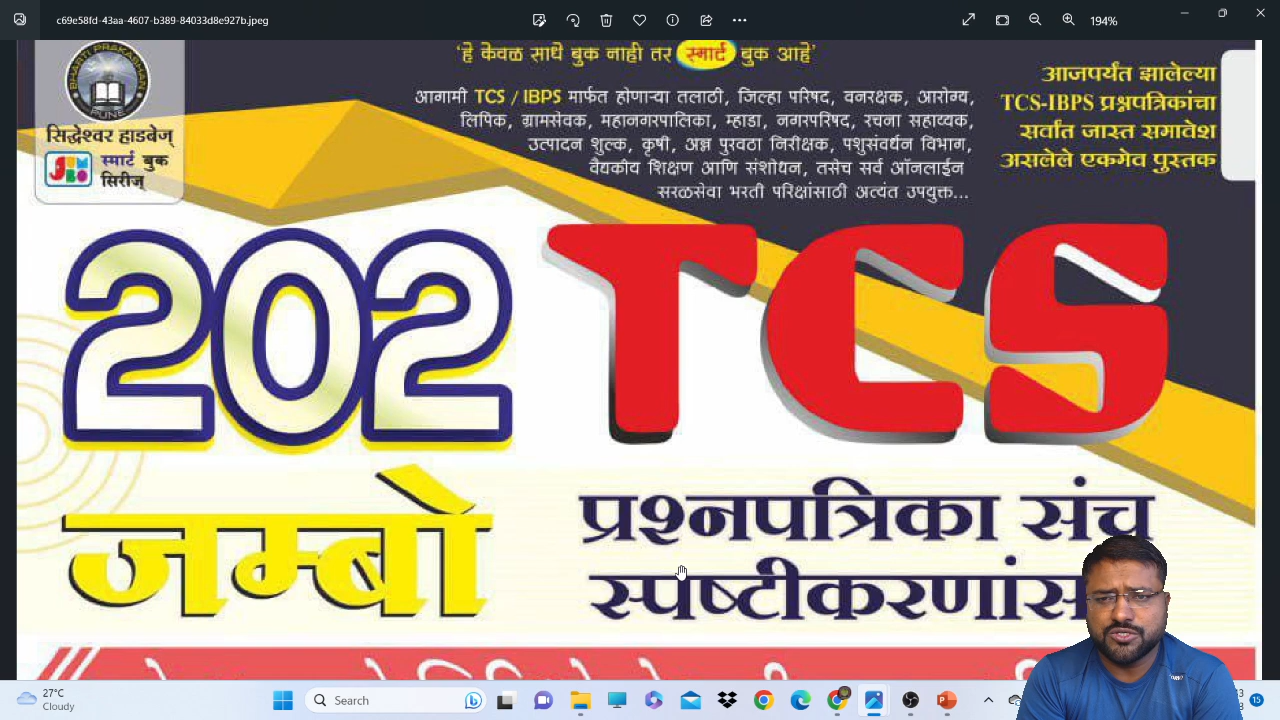 c69e58fd-43aa-4607-b389-84033d8e927b.jpeg
194%
BHARTI PRAKASHAN
PUNE
सिद्धेश्वर हाडबेज्
स्मार्ट बुक
सिरीज्
'हे केवळ साधे बुक नाही तर स्मार्ट बुक आहे'
आगामी TCS / IBPS मार्फत होणाऱ्या तलाठी, जिल्हा परिषद, वनरक्षक, आरोग्य,
लिपिक, ग्रामसेवक, महानगरपालिका, म्हाडा, नगरपरिषद, रचना सहाय्यक,
उत्पादन शुल्क, कृषी, अन्न पुरवठा निरीक्षक, पशुसंवर्धन विभाग,
वैद्यकीय शिक्षण आणि संशोधन, तसेच सर्व ऑनलाईन
सरळसेवा भरती परिक्षांसाठी अत्यंत उपयुक्त...
आजपर्यंत झालेल्या
TCS-IBPS प्रश्नपत्रिकांचा
सर्वांत जास्त समावेश
असलेले एकमेव पुस्तक
202 TCS
जम्बो
प्रश्नपत्रिका संच
स्पष्टीकरणांस
27°C
Cloudy
Search
15